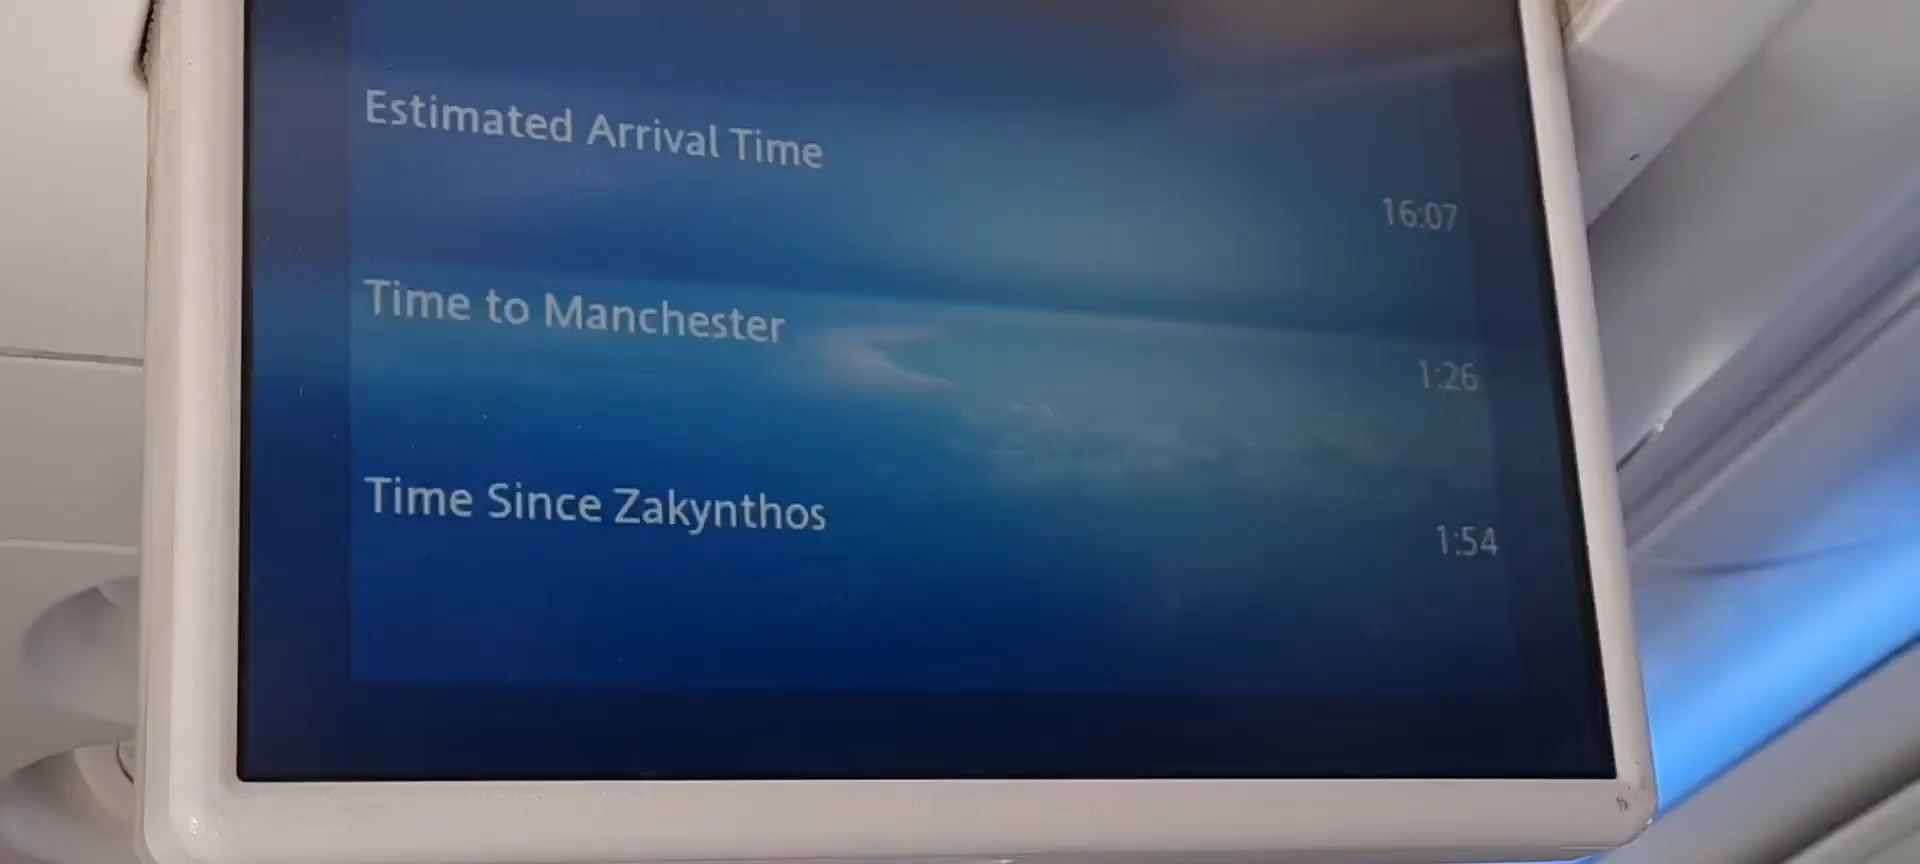 Estimated Arrival Time
16:07
Time to Manchester
1:26
Time Since Zakynthos
1:54